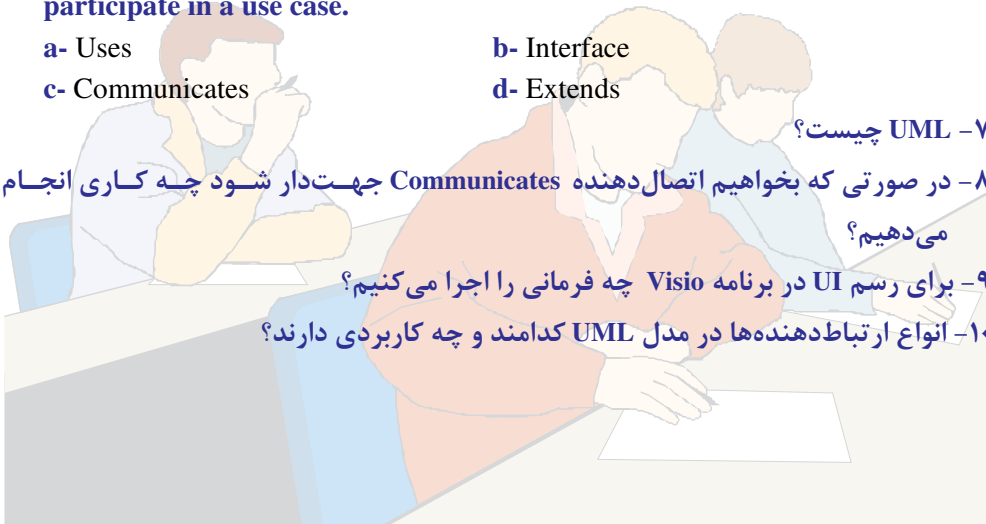 participate in a use case.
a- Uses b- Interface
c- Communicates d- Extends
۷- UML چیست؟
۸- در صورتی که بخواهیم اتصال‌دهنده Communicates جهت‌دار شود چه کاری انجام
می‌دهیم؟
۹- برای رسم UI در برنامه Visio چه فرمانی را اجرا می‌کنیم؟
۱۰- انواع ارتباط‌دهنده‌ها در مدل UML کدامند و چه کاربردی دارند؟